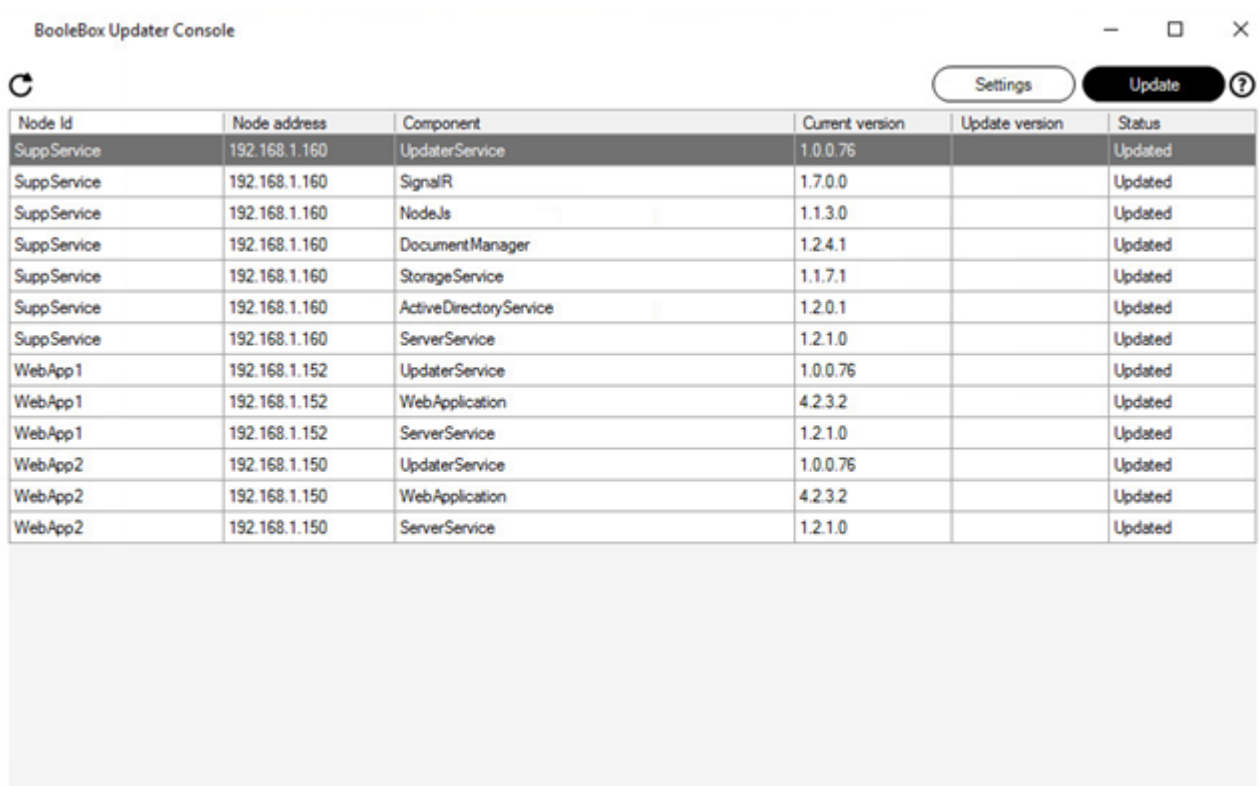 BooleBox Updater Console
Settings Update ?
Node Id Node address Component Current version Update version Status
SuppService 192.168.1.160 UpdaterService 1.0.0.76 Updated
SuppService 192.168.1.160 SignalR 1.7.0.0 Updated
SuppService 192.168.1.160 NodeJs 1.1.3.0 Updated
SuppService 192.168.1.160 DocumentManager 1.2.4.1 Updated
SuppService 192.168.1.160 StorageService 1.1.7.1 Updated
SuppService 192.168.1.160 ActiveDirectoryService 1.2.0.1 Updated
SuppService 192.168.1.160 ServerService 1.2.1.0 Updated
WebApp1 192.168.1.152 UpdaterService 1.0.0.76 Updated
WebApp1 192.168.1.152 WebApplication 4.2.3.2 Updated
WebApp1 192.168.1.152 ServerService 1.2.1.0 Updated
WebApp2 192.168.1.150 UpdaterService 1.0.0.76 Updated
WebApp2 192.168.1.150 WebApplication 4.2.3.2 Updated
WebApp2 192.168.1.150 ServerService 1.2.1.0 Updated